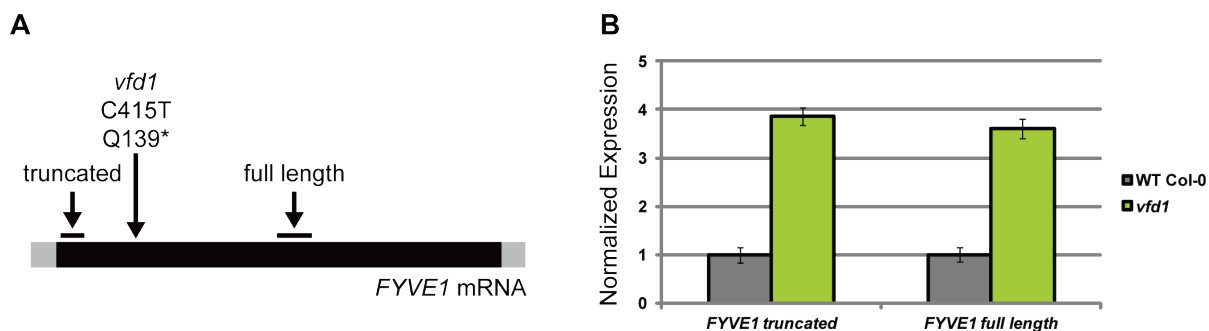 A
vfd1
C415T
Q139*
truncated
full length
FYVE1 mRNA
B
Normalized Expression
5
4
3
2
1
0
FYVE1 truncated
FYVE1 full length
WT Col-0
vfd1